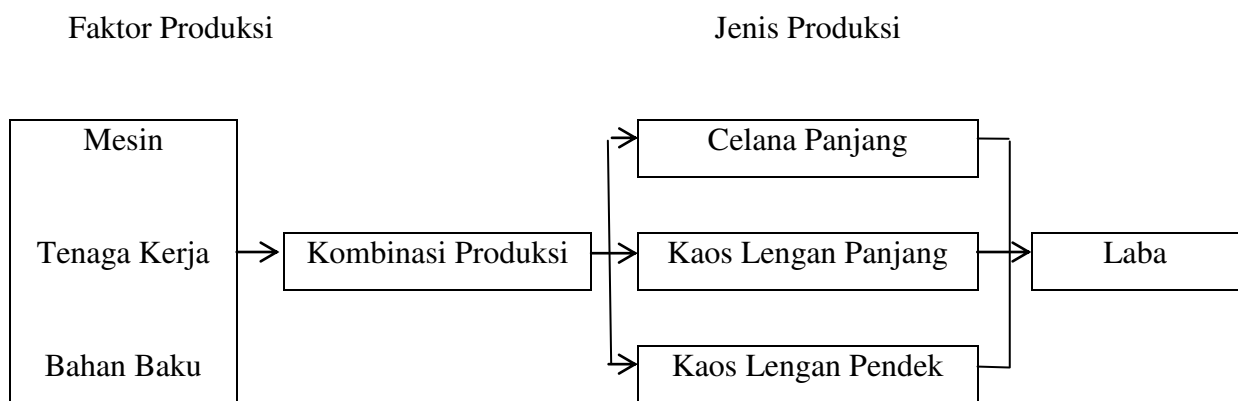 Faktor Produksi
Jenis Produksi
Mesin
Tenaga Kerja
Bahan Baku
Kombinasi Produksi
Celana Panjang
Kaos Lengan Panjang
Kaos Lengan Pendek
Laba